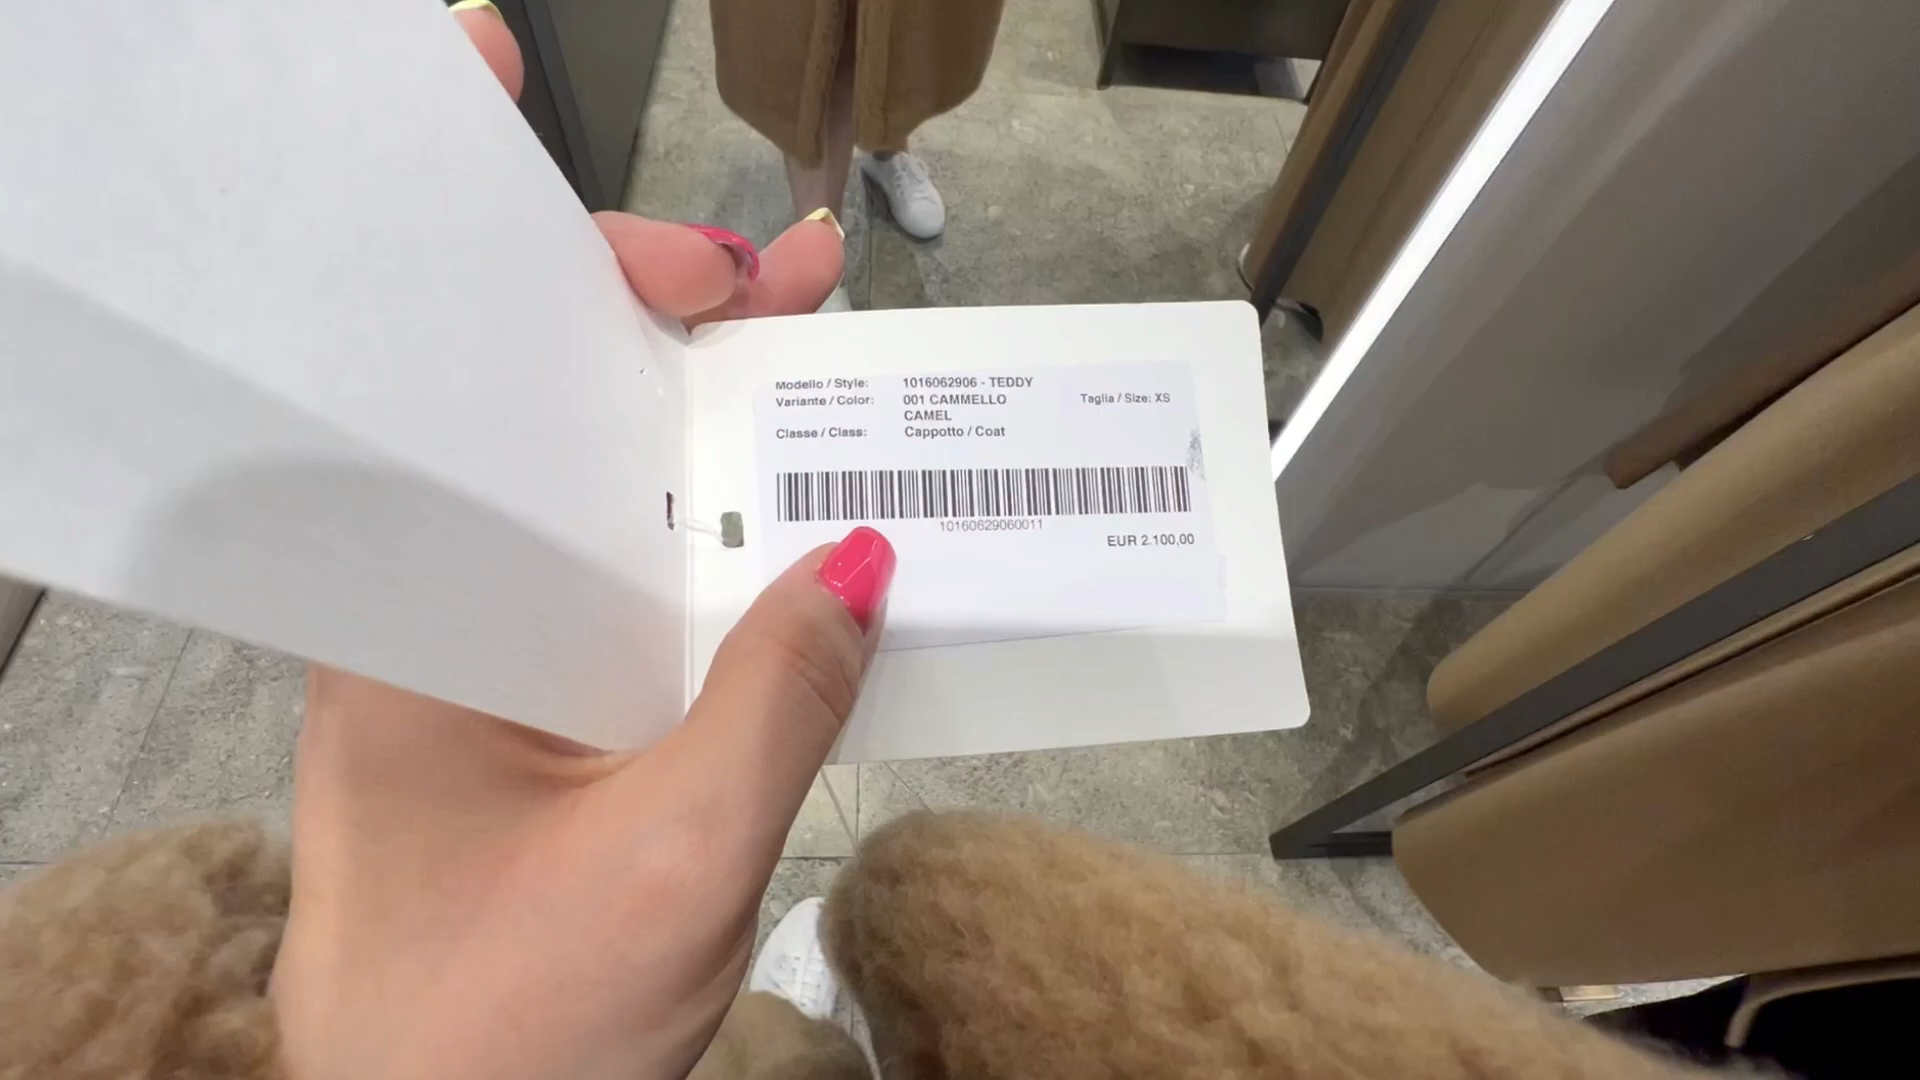 Modello / Style: 1016062906 - TEDDY
Variante / Color: 001 CAMMELLO Taglia / Size: XS
CAMEL
Classe / Class: Cappotto / Coat
10160629060011
EUR 2.100,00